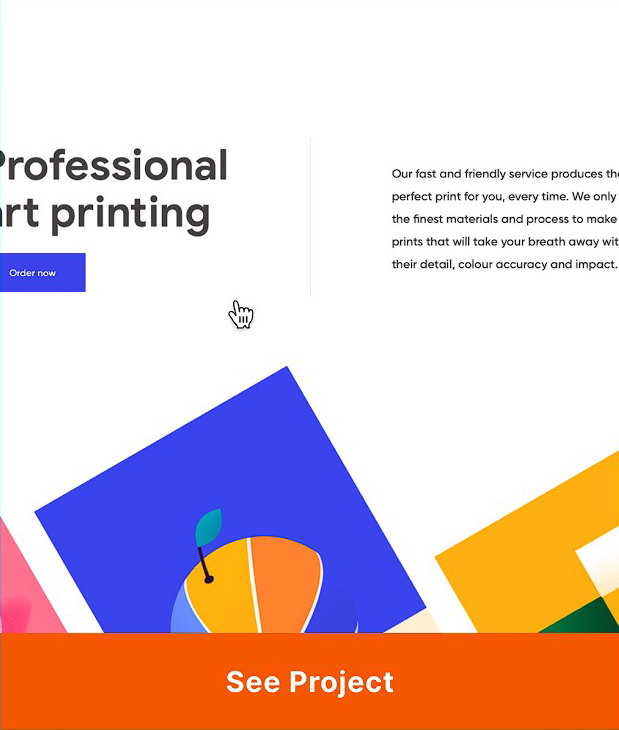 Professional
art printing
Order now
Our fast and friendly service produces the
perfect print for you, every time. We only
the finest materials and process to make
prints that will take your breath away wit
their detail, colour accuracy and impact.
See Project